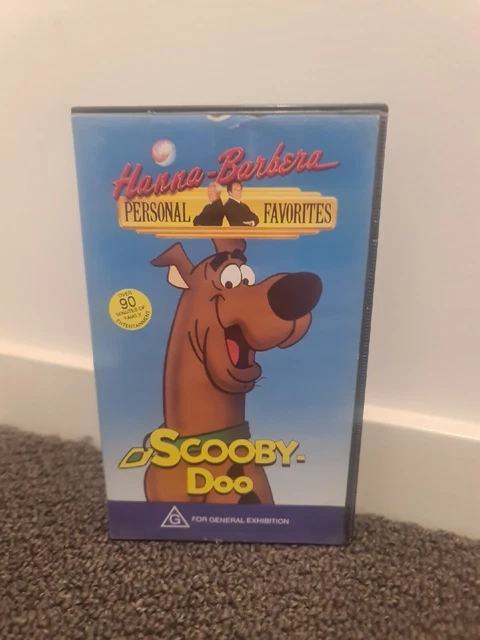 Hanna-Barbera
PERSONAL FAVORITES
OVER
90
MINUTES OF
FAMILY
ENTERTAINMENT
SCOOBY-
DOO
G
FOR GENERAL EXHIBITION